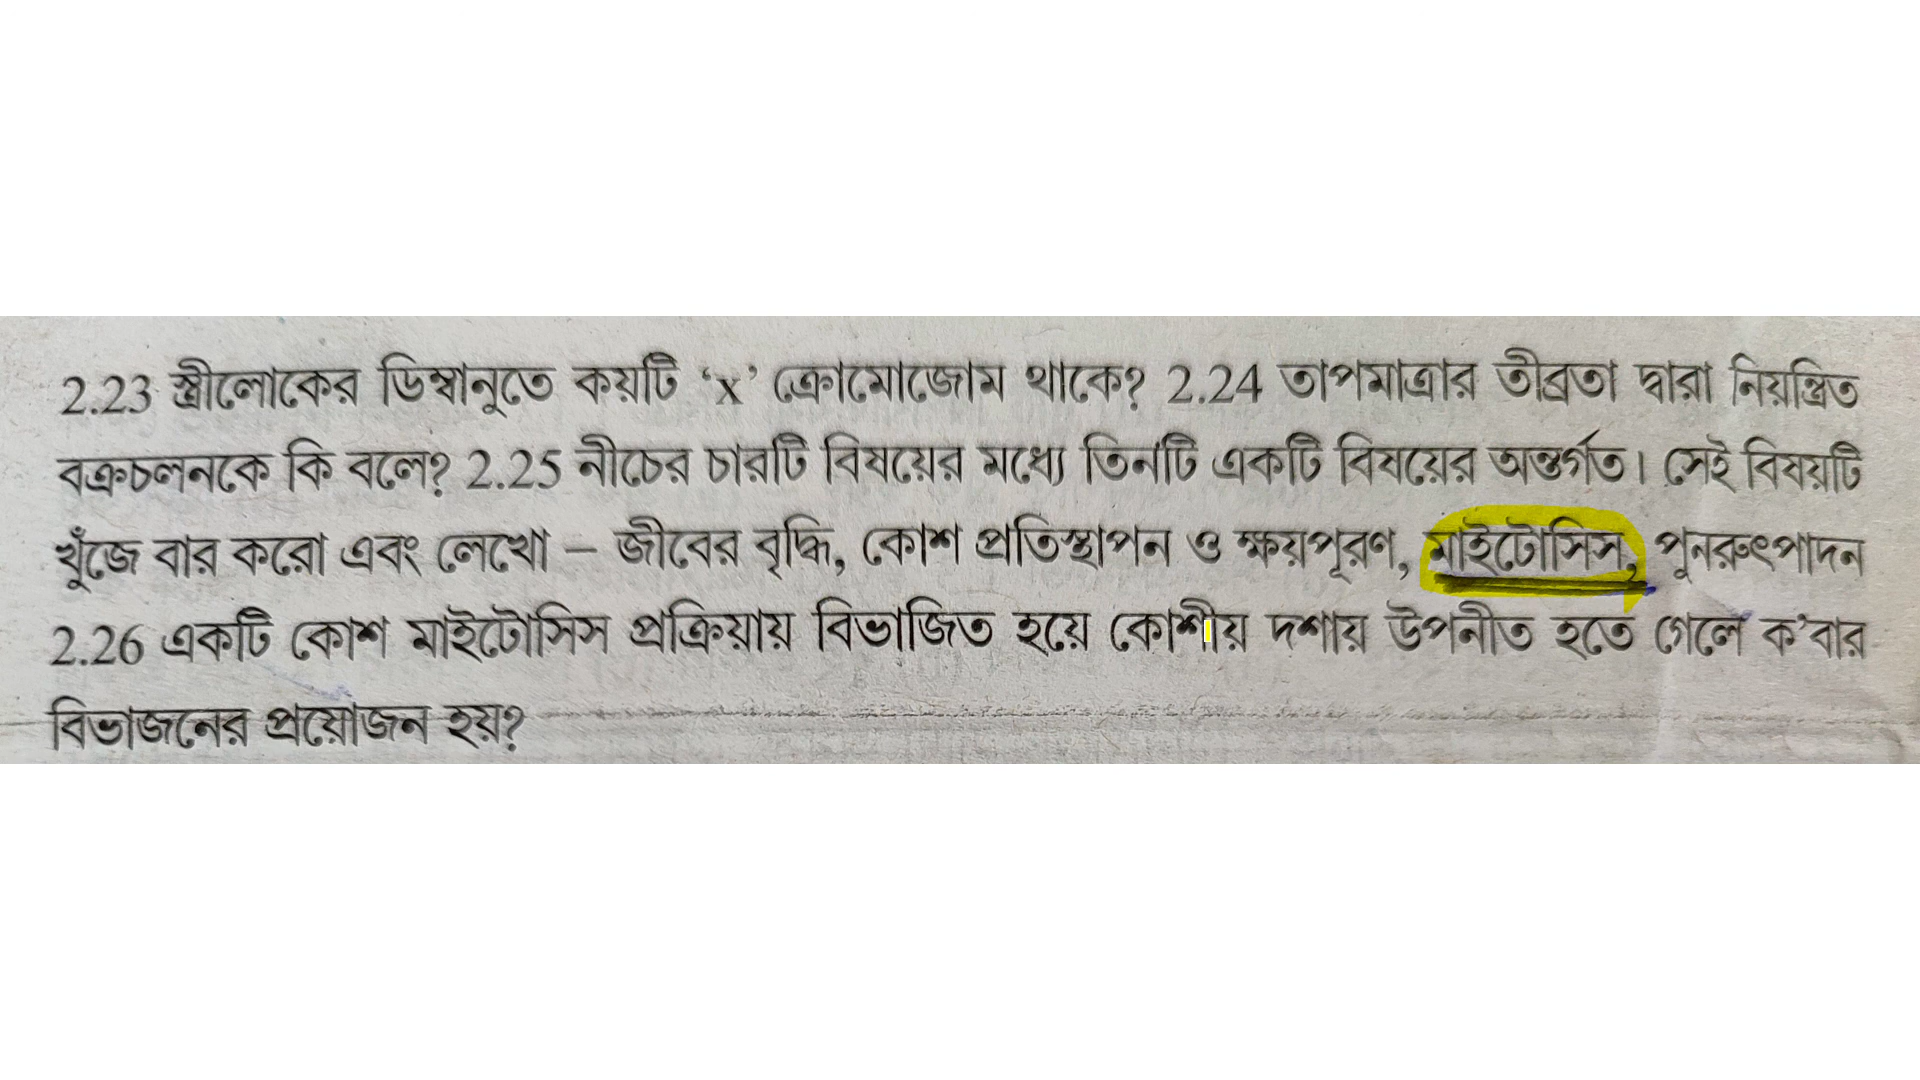 2.23 স্ত্রীলোকের ডিম্বানুতে কয়টি ‘x’ ক্রোমোজোম থাকে? 2.24 তাপমাত্রার তীব্রতা দ্বারা নিয়ন্ত্রিত
বক্রচলনকে কি বলে? 2.25 নীচের চারটি বিষয়ের মধ্যে তিনটি একটি বিষয়ের অন্তর্গত। সেই বিষয়টি
খুঁজে বার করো এবং লেখো – জীবের বৃদ্ধি, কোশ প্রতিস্থাপন ও ক্ষয়পূরণ, মাইটোসিস, পুনরুৎপাদন
2.26 একটি কোশ মাইটোসিস প্রক্রিয়ায় বিভাজিত হয়ে কোশীয় দশায় উপনীত হতে গেলে ক’বার
বিভাজনের প্রয়োজন হয়?